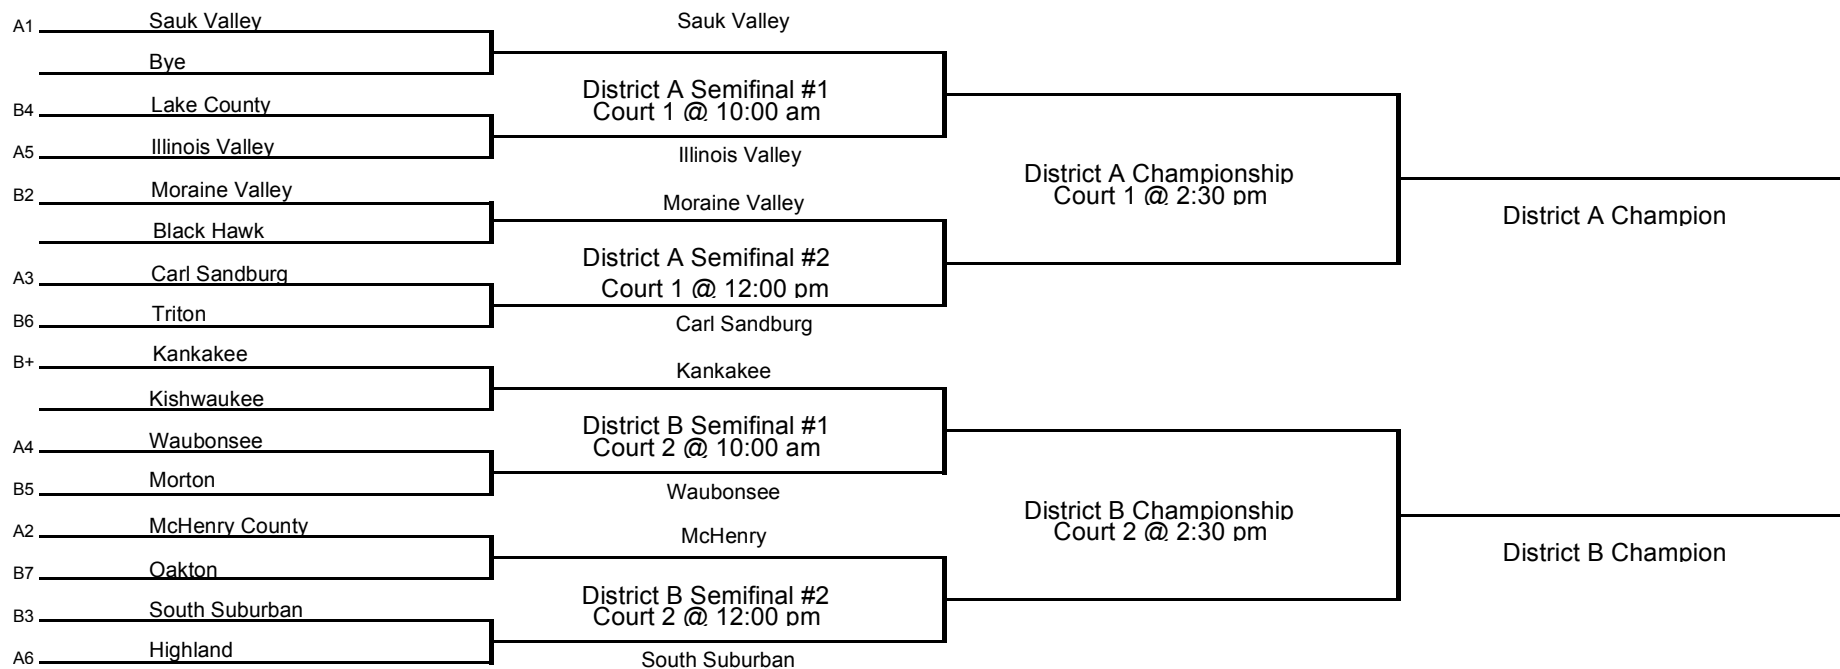 A1 Sauk Valley
Bye
B4 Lake County
A5 Illinois Valley
B2 Moraine Valley
Black Hawk
A3 Carl Sandburg
B6 Triton
B+ Kankakee
Kishwaukee
A4 Waubonsee
B5 Morton
A2 McHenry County
B7 Oakton
B3 South Suburban
A6 Highland
Sauk Valley
District A Semifinal #1
Court 1 @ 10:00 am
Illinois Valley
Moraine Valley
District A Semifinal #2
Court 1 @ 12:00 pm
Carl Sandburg
Kankakee
District B Semifinal #1
Court 2 @ 10:00 am
Waubonsee
McHenry
District B Semifinal #2
Court 2 @ 12:00 pm
South Suburban
District A Championship
Court 1 @ 2:30 pm
District B Championship
Court 2 @ 2:30 pm
District A Champion
District B Champion